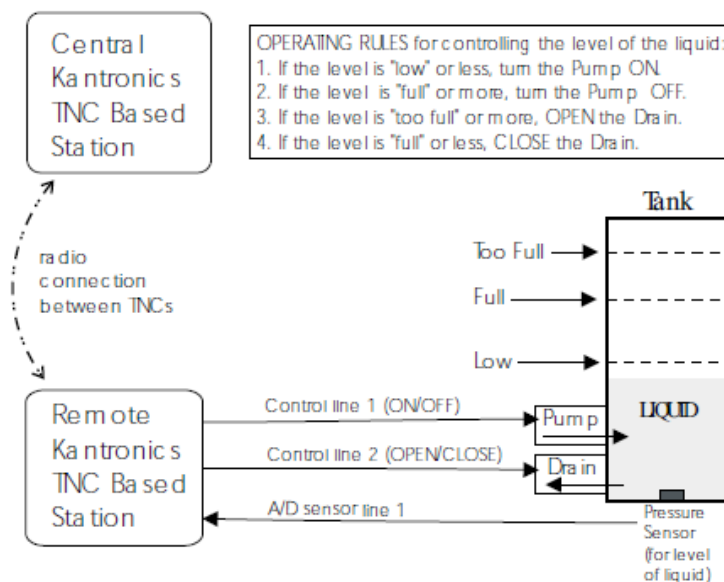 Central
Kantronics
TNC Based
Station
OPERATING RULES for controlling the level of the liquid:
1. If the level is "low" or less, turn the Pump ON.
2. If the level is "full" or more, turn the Pump OFF.
3. If the level is "too full" or more, OPEN the Drain.
4. If the level is "full" or less, CLOSE the Drain.
Tank
radio
connection
between TNCs
Too Full
Full
Low
Remote
Kantronics
TNC Based
Station
Control line 1 (ON/OFF)
Pump
LIQUID
Control line 2 (OPEN/CLOSE)
Drain
A/D sensor line 1
Pressure
Sensor
(for level
of liquid)